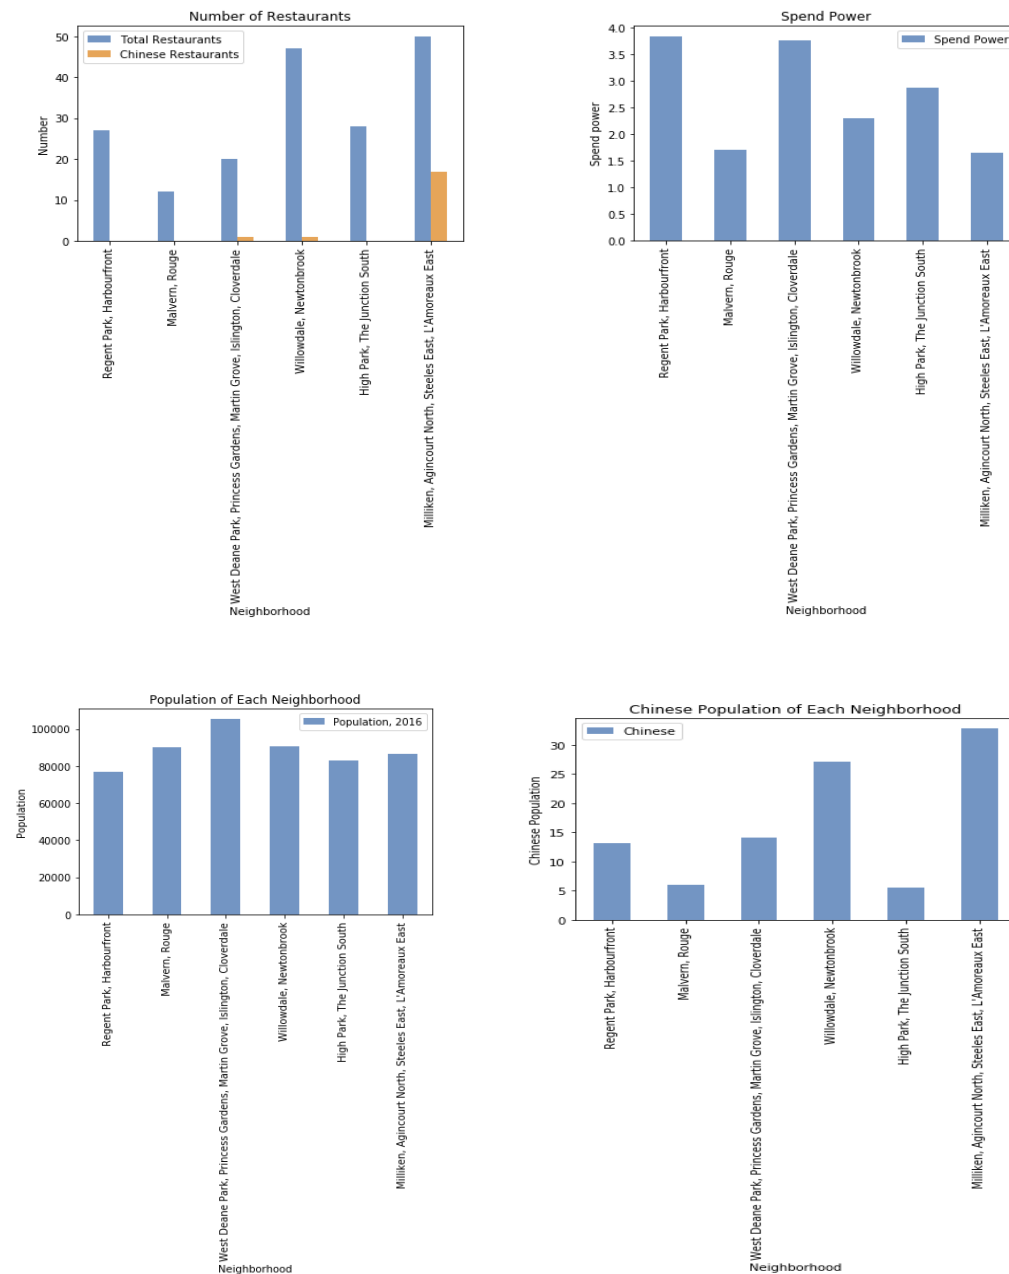 Number of Restaurants
Total Restaurants
Chinese Restaurants
50
40
30
20
10
0
Number
Regent Park, Harbourfront
Malvern, Rouge
West Deane Park, Princess Gardens, Martin Grove, Islington, Cloverdale
Willowdale, Newtonbrook
High Park, The Junction South
Milliken, Agincourt North, Steeles East, L'Amoreaux East
Neighborhood
Spend Power
Spend Power
4.0
3.5
3.0
2.5
2.0
1.5
1.0
0.5
0.0
Spend power
Regent Park, Harbourfront
Malvern, Rouge
West Deane Park, Princess Gardens, Martin Grove, Islington, Cloverdale
Willowdale, Newtonbrook
High Park, The Junction South
Milliken, Agincourt North, Steeles East, L'Amoreaux East
Neighborhood
Population of Each Neighborhood
Population, 2016
100000
80000
60000
40000
20000
0
Population
Regent Park, Harbourfront
Malvern, Rouge
West Deane Park, Princess Gardens, Martin Grove, Islington, Cloverdale
Willowdale, Newtonbrook
High Park, The Junction South
Milliken, Agincourt North, Steeles East, L'Amoreaux East
Neighborhood
Chinese Population of Each Neighborhood
Chinese
30
25
20
15
10
5
0
Chinese Population
Regent Park, Harbourfront
Malvern, Rouge
West Deane Park, Princess Gardens, Martin Grove, Islington, Cloverdale
Willowdale, Newtonbrook
High Park, The Junction South
Milliken, Agincourt North, Steeles East, L'Amoreaux East
Neighborhood